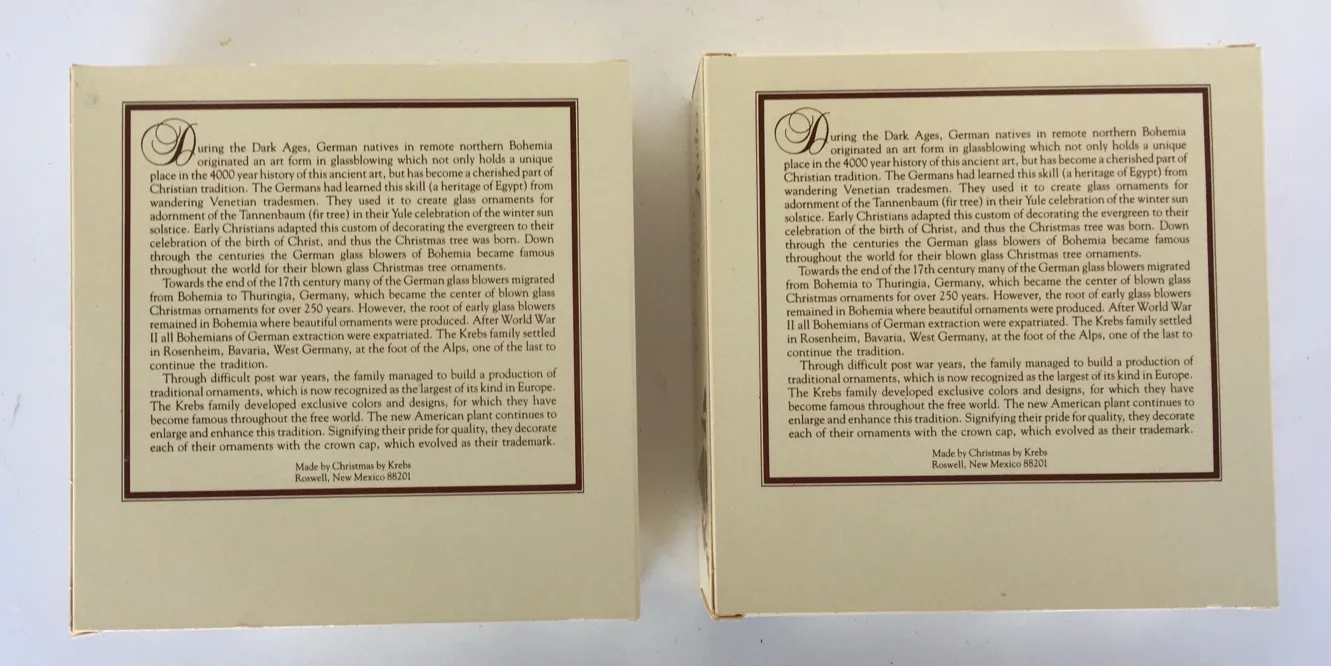 During the Dark Ages, German natives in remote northern Bohemia
originated an art form in glassblowing which not only holds a unique
place in the 4000 year history of this ancient art, but has become a cherished part of
Christian tradition. The Germans had learned this skill (a heritage of Egypt) from
wandering Venetian tradesmen. They used it to create glass ornaments for
adornment of the Tannenbaum (fir tree) in their Yule celebration of the winter sun
solstice. Early Christians adapted this custom of decorating the evergreen to their
celebration of the birth of Christ, and thus the Christmas tree was born. Down
through the centuries the German glass blowers of Bohemia became famous
throughout the world for their blown glass Christmas tree ornaments.
Towards the end of the 17th century many of the German glass blowers migrated
from Bohemia to Thuringia, Germany, which became the center of blown glass
Christmas ornaments for over 250 years. However, the root of early glass blowers
remained in Bohemia where beautiful ornaments were produced. After World War
II all Bohemians of German extraction were expatriated. The Krebs family settled
in Rosenheim, Bavaria, West Germany, at the foot of the Alps, one of the last to
continue the tradition.
Through difficult post war years, the family managed to build a production of
traditional ornaments, which is now recognized as the largest of its kind in Europe.
The Krebs family developed exclusive colors and designs, for which they have
become famous throughout the free world. The new American plant continues to
enlarge and enhance this tradition. Signifying their pride for quality, they decorate
each of their ornaments with the crown cap, which evolved as their trademark.
Made by Christmas by Krebs
Roswell, New Mexico 88201
During the Dark Ages, German natives in remote northern Bohemia
originated an art form in glassblowing which not only holds a unique
place in the 4000 year history of this ancient art, but has become a cherished part of
Christian tradition. The Germans had learned this skill (a heritage of Egypt) from
wandering Venetian tradesmen. They used it to create glass ornaments for
adornment of the Tannenbaum (fir tree) in their Yule celebration of the winter sun
solstice. Early Christians adapted this custom of decorating the evergreen to their
celebration of the birth of Christ, and thus the Christmas tree was born. Down
through the centuries the German glass blowers of Bohemia became famous
throughout the world for their blown glass Christmas tree ornaments.
Towards the end of the 17th century many of the German glass blowers migrated
from Bohemia to Thuringia, Germany, which became the center of blown glass
Christmas ornaments for over 250 years. However, the root of early glass blowers
remained in Bohemia where beautiful ornaments were produced. After World War
II all Bohemians of German extraction were expatriated. The Krebs family settled
in Rosenheim, Bavaria, West Germany, at the foot of the Alps, one of the last to
continue the tradition.
Through difficult post war years, the family managed to build a production of
traditional ornaments, which is now recognized as the largest of its kind in Europe.
The Krebs family developed exclusive colors and designs, for which they have
become famous throughout the free world. The new American plant continues to
enlarge and enhance this tradition. Signifying their pride for quality, they decorate
each of their ornaments with the crown cap, which evolved as their trademark.
Made by Christmas by Krebs
Roswell, New Mexico 88201